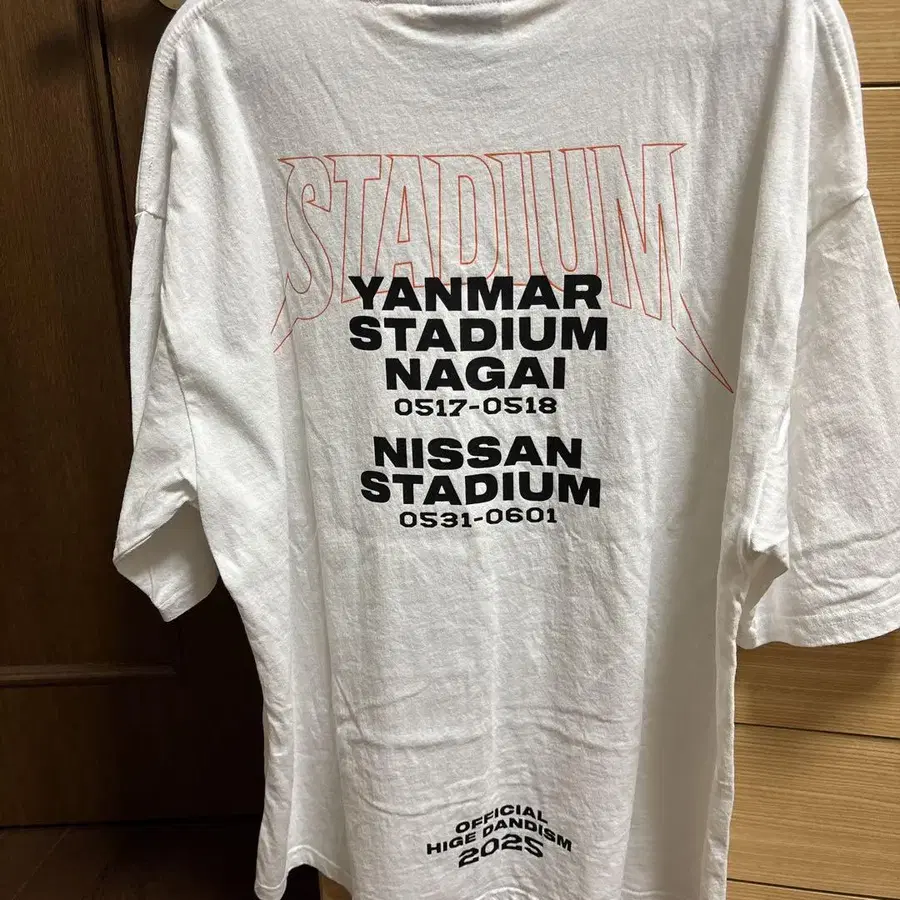 STADIUM
YANMAR
STADIUM
NAGAI
0517-0518
NISSAN
STADIUM
0531-0601
OFFICIAL
HIGE DANDISM
2025